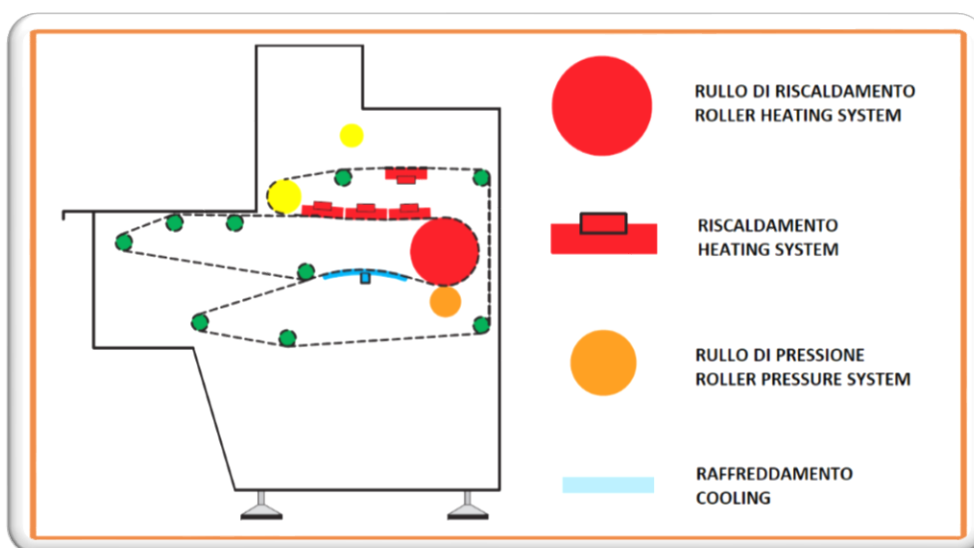 RULLO DI RISCALDAMENTO
ROLLER HEATING SYSTEM
RISCALDAMENTO
HEATING SYSTEM
RULLO DI PRESSIONE
ROLLER PRESSURE SYSTEM
RAFFREDDAMENTO
COOLING